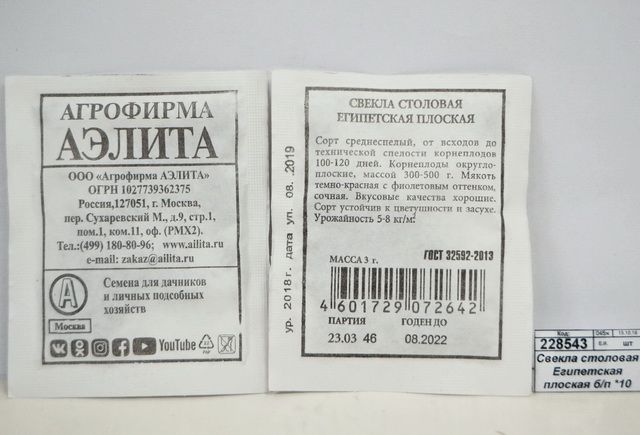 АГРОФИРМА
АЭЛИТА
ООО «Агрофирма АЭЛИТА»
ОГРН 1027739362375
Россия,127051, г. Москва,
пер. Сухаревский М., д.9, стр.1,
пом.1, ком.11, оф. (РМХ2).
Тел.:(499) 180-80-96; www.ailita.ru
e-mail: zakaz@ailita.ru
А
Семена для дачников
и личных подсобных
хозяйств
Москва
YouTube
ур. 2018 г. дата уп. 08. .2019
СВЕКЛА СТОЛОВАЯ
ЕГИПЕТСКАЯ ПЛОСКАЯ
Сорт среднеспелый, от всходов до
технической спелости корнеплодов
100-120 дней. Корнеплоды округло-
плоские, массой 300-500 г. Мякоть
темно-красная с фиолетовым оттенком,
сочная. Вкусовые качества хорошие.
Сорт устойчив к цветушности и засухе.
Урожайность 5-8 кг/м².
ГОСТ 32592-2013
МАССА 3 г.
4 601729 072642
ПАРТИЯ ГОДЕН ДО
23.03 46 08.2022
Код:
228543 шт
Свекла столовая
Египетская
плоская б/п *10